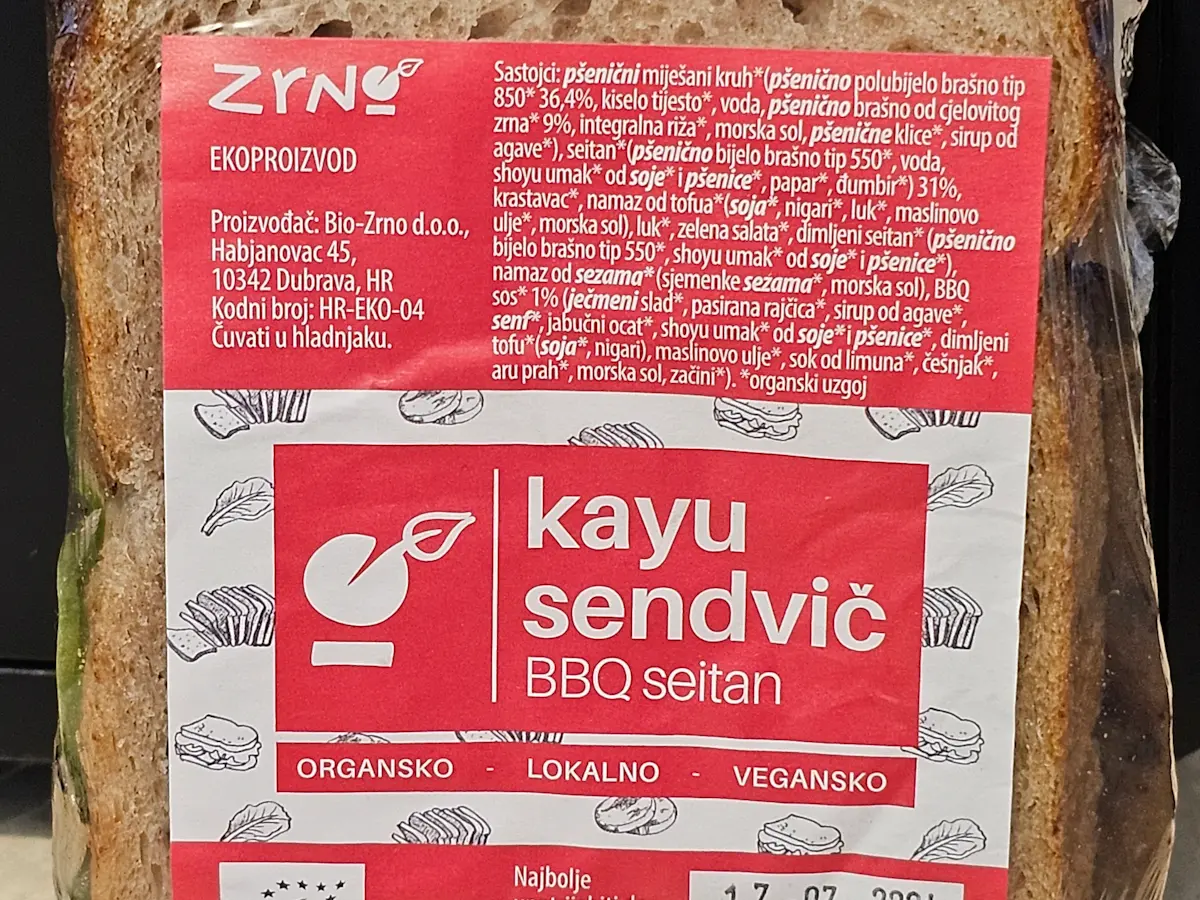 ZRNO
EKOPROIZVOD
Proizvođač: Bio-Zrno d.o.o.,
Habjanovac 45,
10342 Dubrava, HR
Kodni broj: HR-EKO-04
Čuvati u hladnjaku.
Sastojci: pšenični miješani kruh*(pšenično polubijelo brašno tip
850* 36,4%, kiselo tijesto*, voda, pšenično brašno od cjelovitog
zrna* 9%, integralna riža*, morska sol, pšenične klice*, sirup od
agave*), seitan*(pšenično bijelo brašno tip 550*, voda,
shoyu umak* od soje* i pšenice*, papar*, đumbir*) 31%,
krastavac*, namaz od tofua*(soja*, nigari*, luk*, maslinovo
ulje*, morska sol), luk*, zelena salata*, dimljeni seitan* (pšenično
bijelo brašno tip 550*, shoyu umak* od soje* i pšenice*),
namaz od sezama* (sjemenke sezama*, morska sol), BBQ
sos* 1% (ječmeni slad*, pasirana rajčica*, sirup od agave*,
senf*, jabučni ocat*, shoyu umak* od soje* i pšenice*, dimljeni
tofu*(soja*, nigari), maslinovo ulje*, sok od limuna*, češnjak*,
aru prah*, morska sol, začini*). *organski uzgoj
kayu
sendvič
BBQ seitan
ORGANSKO - LOKALNO - VEGANSKO
Najbolje
17 07